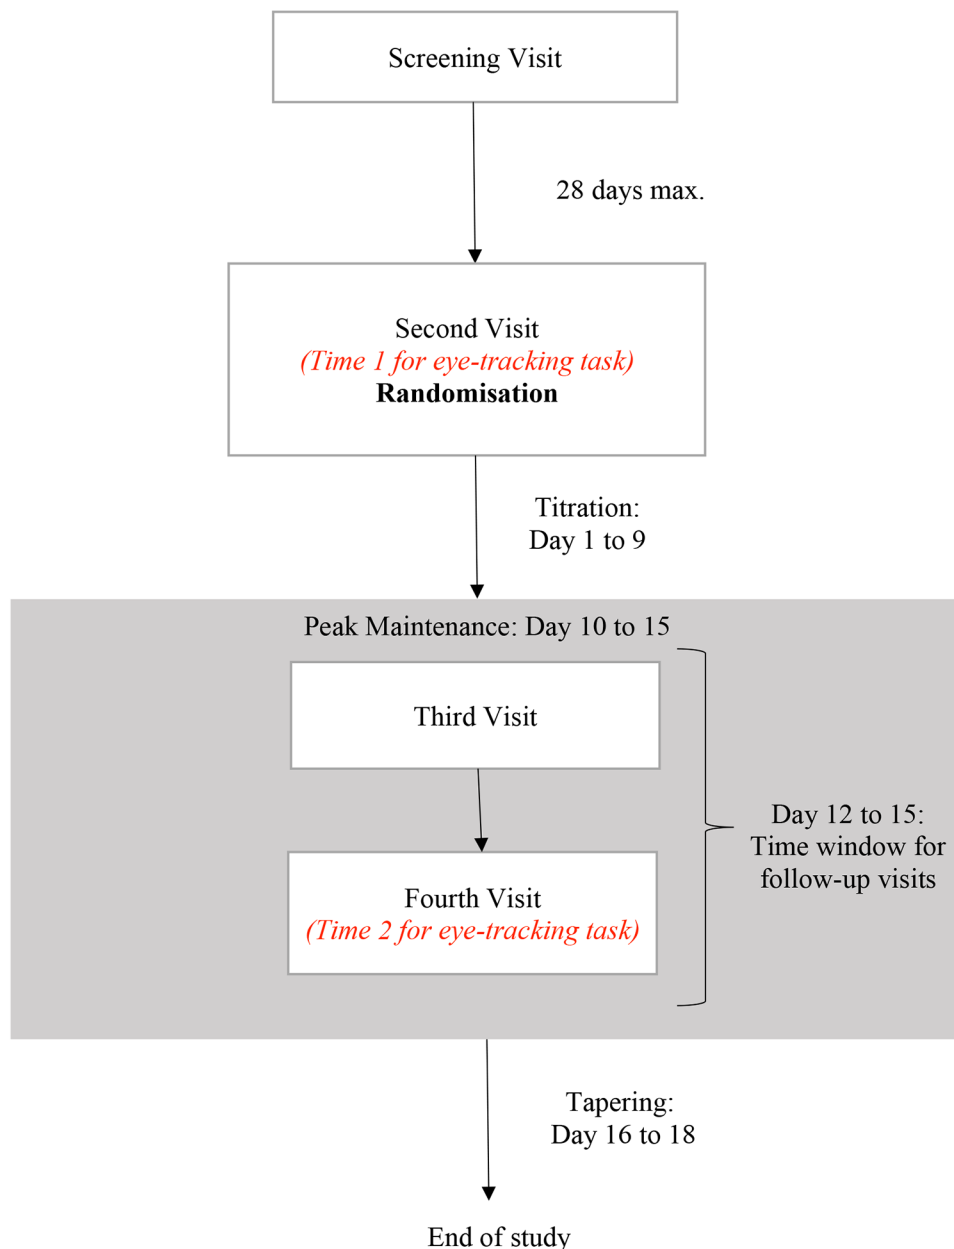 Screening Visit
28 days max.
Second Visit
(Time 1 for eye-tracking task)
Randomisation
Titration:
Day 1 to 9
Peak Maintenance: Day 10 to 15
Third Visit
Day 12 to 15:
Time window for
follow-up visits
Fourth Visit
(Time 2 for eye-tracking task)
Tapering:
Day 16 to 18
End of study